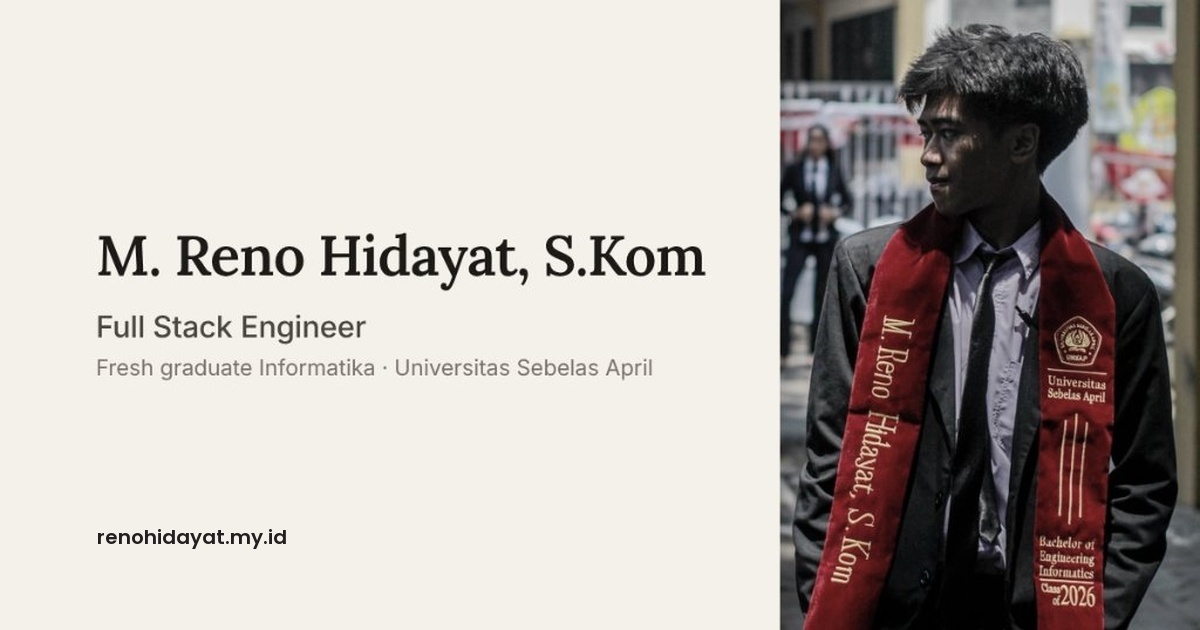 M. Reno Hidayat, S.Kom
Full Stack Engineer
Fresh graduate Informatika · Universitas Sebelas April
renohidayat.my.id
M. Reno Hidayat, S.Kom
UNSAP
Universitas
Sebelas April
Bachelor of
Engineering
Informatics
Class of 2026